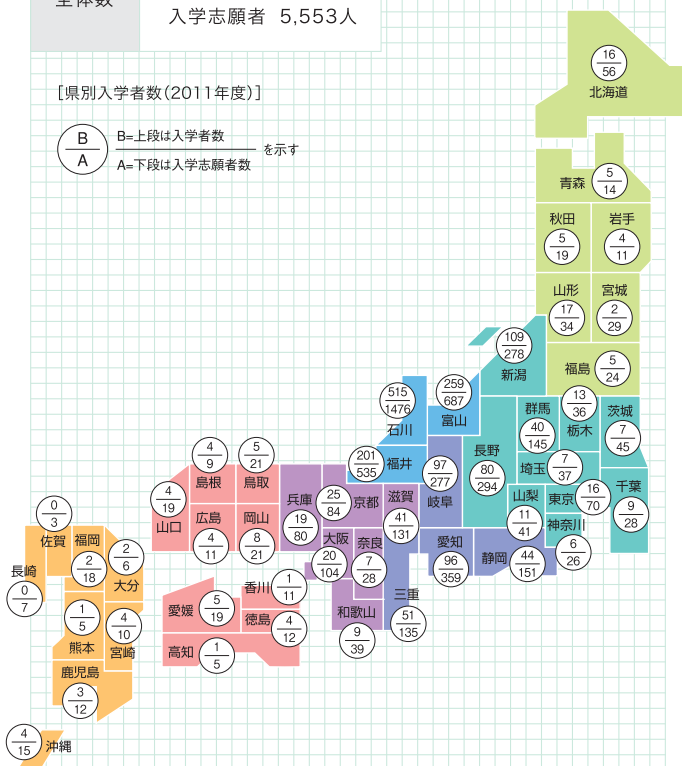 全体数
入学志願者 5,553人
[県別入学者数(2011年度)]
B
A
B=上段は入学者数
A=下段は入学志願者数
を示す
16
56
北海道
青森
5
14
秋田
5
19
岩手
4
11
山形
17
34
宮城
2
29
109
278
新潟
福島
5
24
515
1476
石川
259
687
富山
13
36
栃木
群馬
40
145
茨城
7
45
4
9
島根
5
21
鳥取
201
535
福井
97
277
岐阜
長野
80
294
埼玉
7
37
4
19
山口
広島
4
11
岡山
8
21
兵庫
19
80
25
84
京都
滋賀
41
131
山梨
11
41
東京
16
70
千葉
9
28
神奈川
6
26
0
3
佐賀
福岡
2
18
2
6
大分
大阪
20
104
奈良
7
28
愛知
96
359
静岡
44
151
長崎
0
7
香川
1
11
三重
51
135
1
5
熊本
4
10
宮崎
愛媛
5
19
徳島
4
12
和歌山
9
39
高知
1
5
鹿児島
3
12
4
15
沖縄